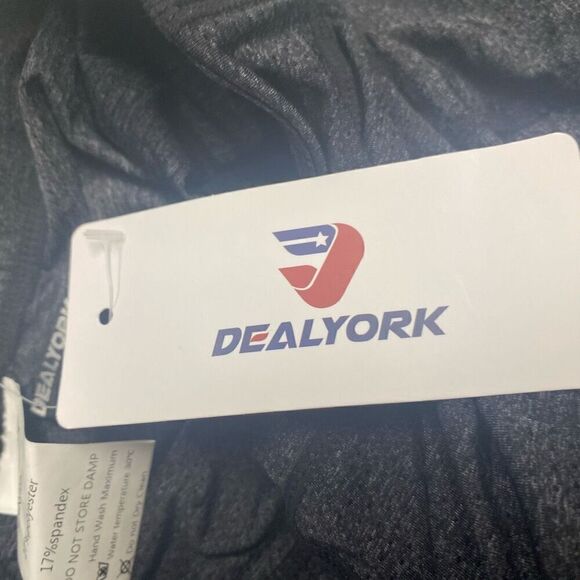 DEALYORK
DEALYORK
17%spandex
DO NOT STORE DAMP
Hand Wash Maximum
Water temperature 30°C
Do not Dry Clean